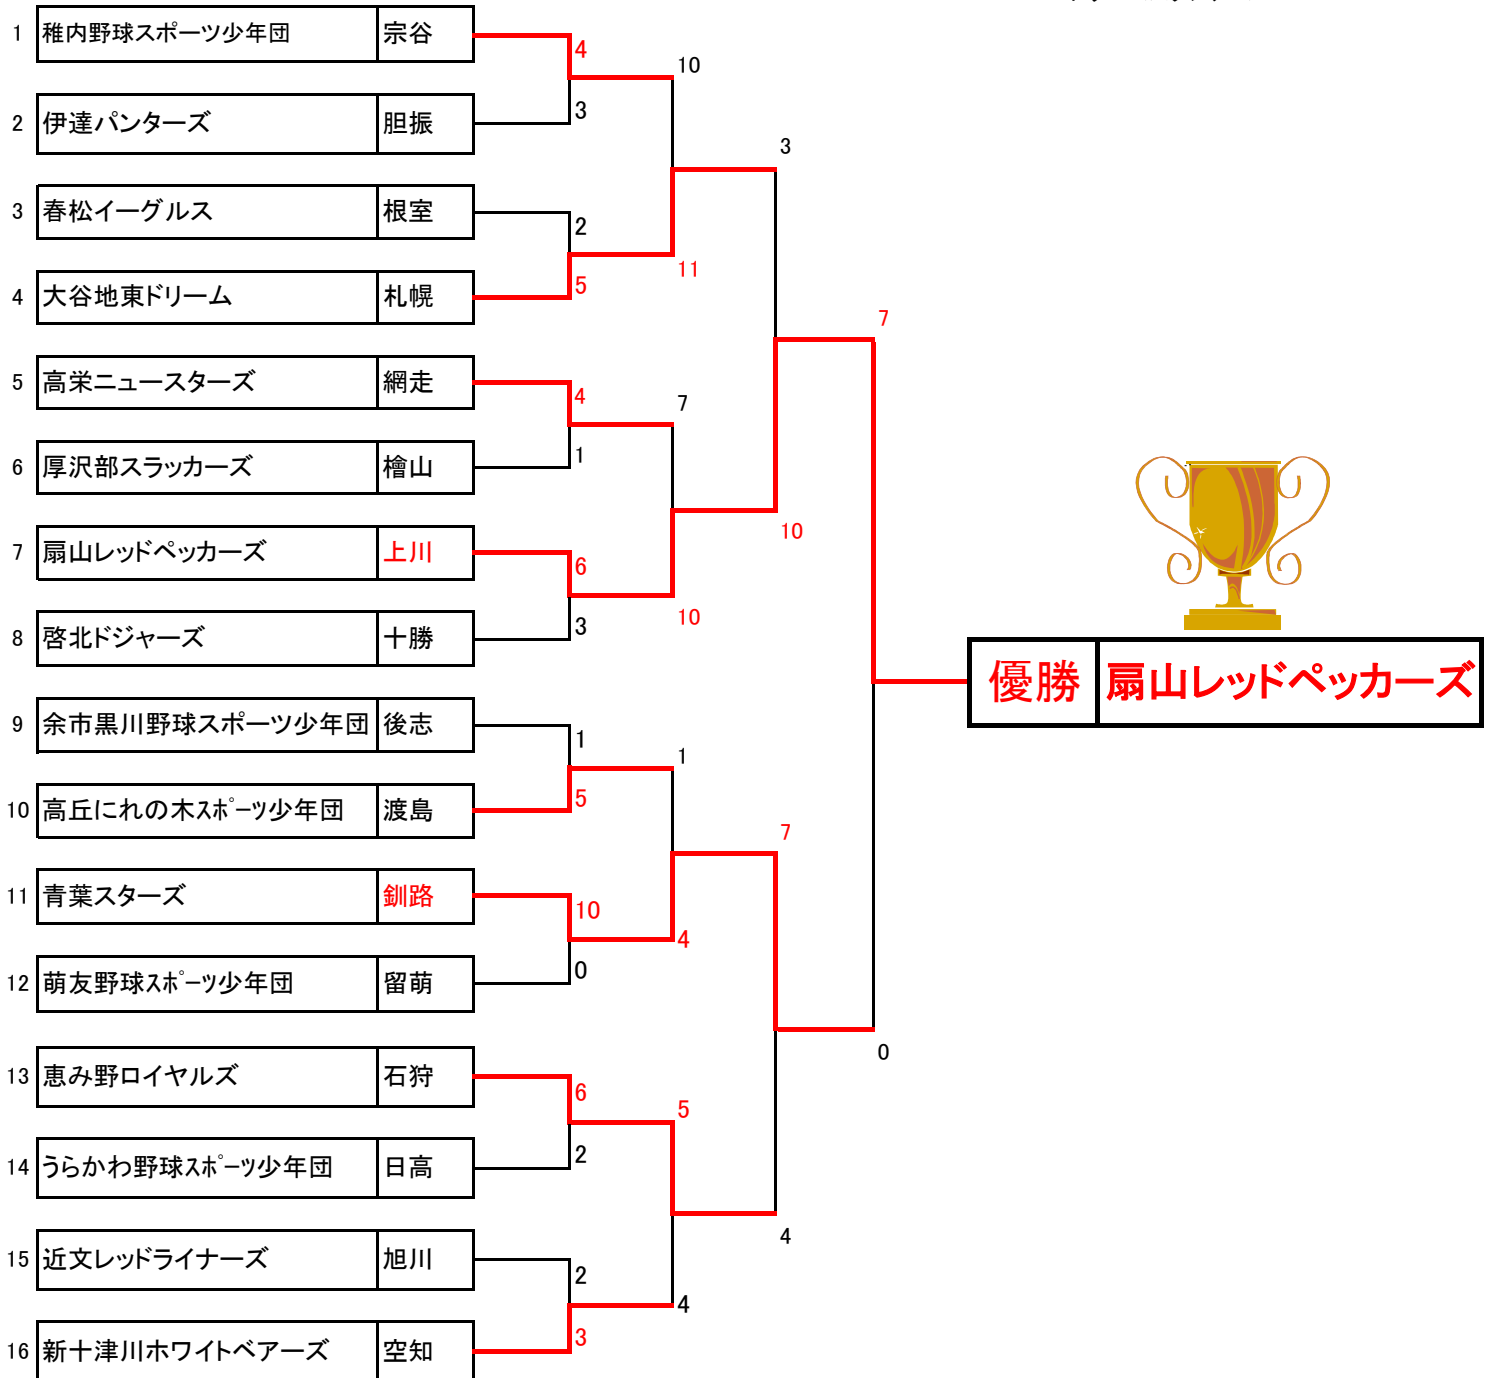 1 稚内野球スポーツ少年団 宗谷
4
10
3
2 伊達パンターズ 胆振
3
3 春松イーグルス 根室
2
11
5
4 大谷地東ドリーム 札幌
7
5 高栄ニュースターズ 網走
4
7
1
6 厚沢部スラッカーズ 檜山
10
7 扇山レッドペッカーズ 上川
6
10
3
8 啓北ドジャーズ 十勝
優勝 扇山レッドペッカーズ
9 余市黒川野球スポーツ少年団 後志
1
1
5
10 高丘にれの木スポーツ少年団 渡島
7
11 青葉スターズ 釧路
10
4
0
12 萌友野球スポーツ少年団 留萌
0
13 恵み野ロイヤルズ 石狩
6
5
2
14 うらかわ野球スポーツ少年団 日高
4
15 近文レッドライナーズ 旭川
2
4
3
16 新十津川ホワイトベアーズ 空知